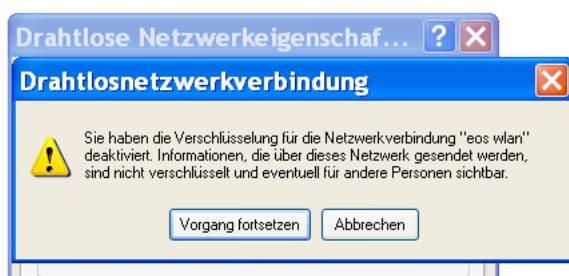 Drahtlose Netzwerkeigenschaf...
Drahtlosnetzwerkverbindung
Sie haben die Verschlüsselung für die Netzwerkverbindung "eos wlan"
deaktiviert. Informationen, die über dieses Netzwerk gesendet werden,
sind nicht verschlüsselt und eventuell für andere Personen sichtbar.
Vorgang fortsetzen Abbrechen